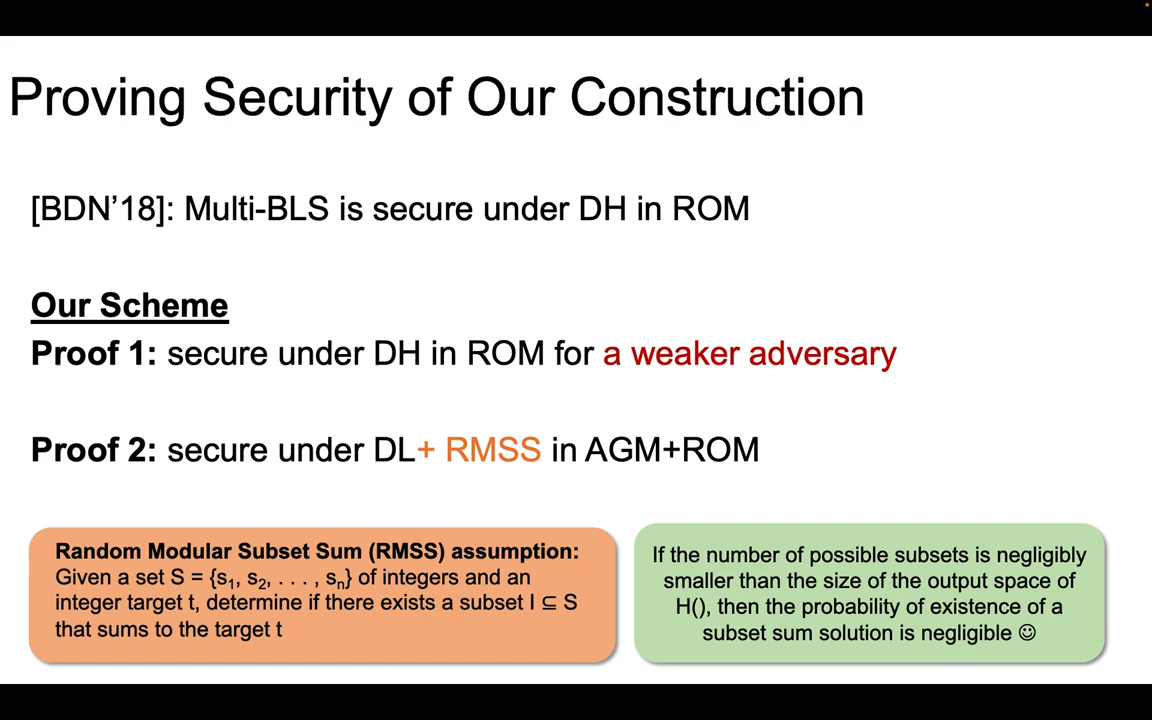 Proving Security of Our Construction
[BDN’18]: Multi-BLS is secure under DH in ROM
Our Scheme
Proof 1: secure under DH in ROM for a weaker adversary
Proof 2: secure under DL+ RMSS in AGM+ROM
Random Modular Subset Sum (RMSS) assumption:
Given a set S = {s₁, s₂, . . . , sₙ} of integers and an
integer target t, determine if there exists a subset I ⊆ S
that sums to the target t
If the number of possible subsets is negligibly
smaller than the size of the output space of
H(), then the probability of existence of a
subset sum solution is negligible ☺